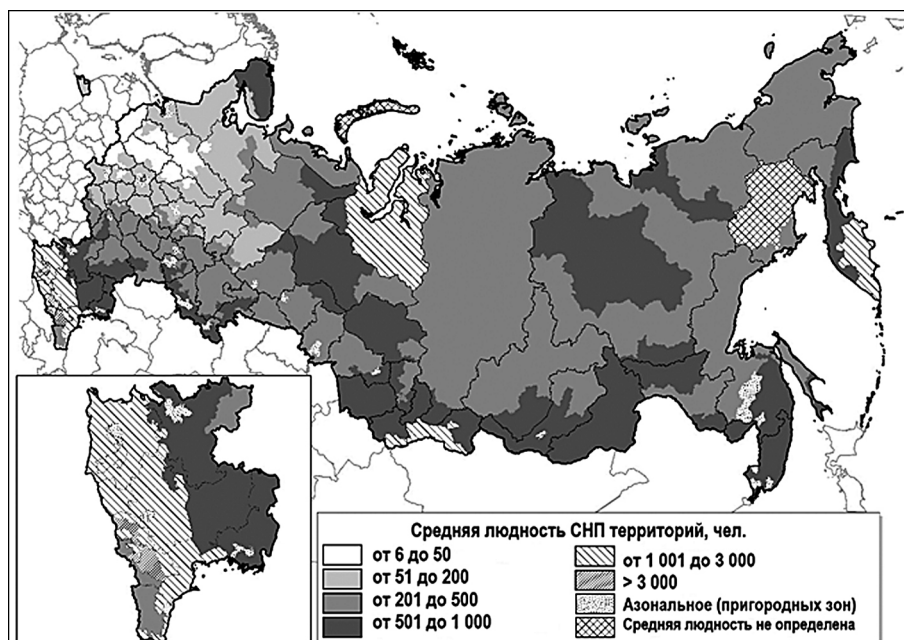 Средняя людность СНП территорий, чел.
от 6 до 50
от 51 до 200
от 201 до 500
от 501 до 1 000
от 1 001 до 3 000
> 3 000
Азональное (пригородных зон)
Средняя людность не определена